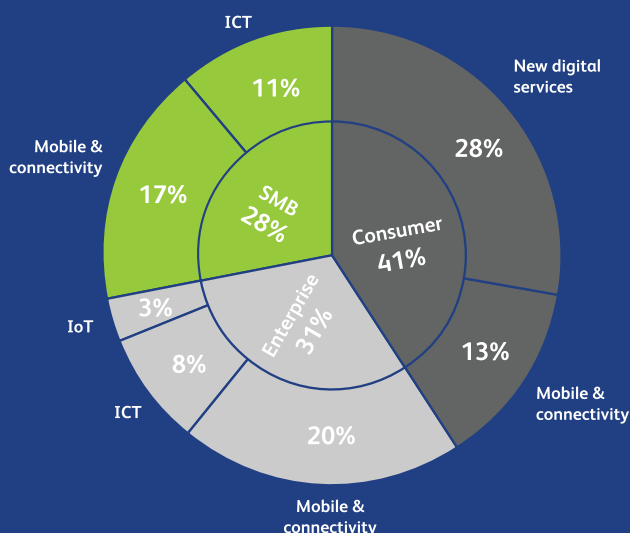 ICT
11%
New digital
services
28%
Mobile &
connectivity
17%
SMB
28%
Consumer
41%
Enterprise
31%
3%
IoT
8%
ICT
13%
Mobile &
connectivity
20%
Mobile &
connectivity